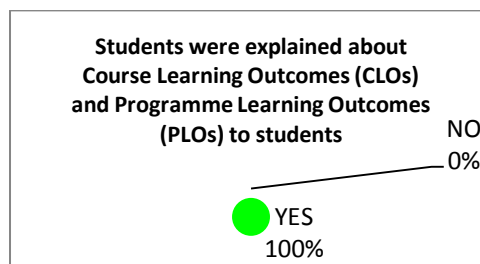 Students were explained about
Course Learning Outcomes (CLOs)
and Programme Learning Outcomes
(PLOs) to students
NO
0%
YES
100%